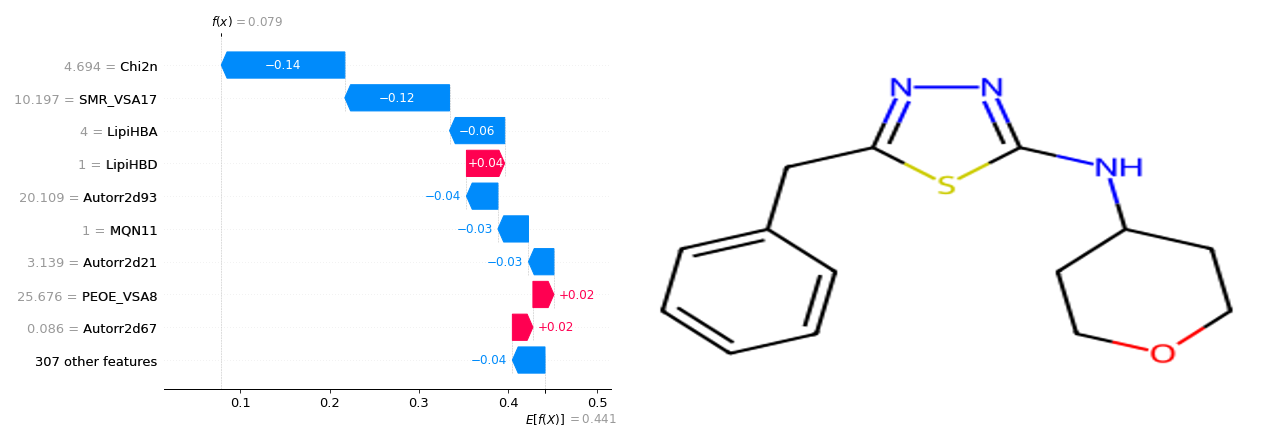 f(x) = 0.079
4.694 = Chi2n
−0.14
10.197 = SMR_VSA17
−0.12
4 = LipiHBA
−0.06
1 = LipiHBD
+0.04
20.109 = Autorr2d93
−0.04
1 = MQN11
−0.03
3.139 = Autorr2d21
−0.03
25.676 = PEOE_VSA8
+0.02
0.086 = Autorr2d67
+0.02
307 other features
−0.04
0.1 0.2 0.3 0.4 0.5
E[f(X)] = 0.441
N N
NH
S
O